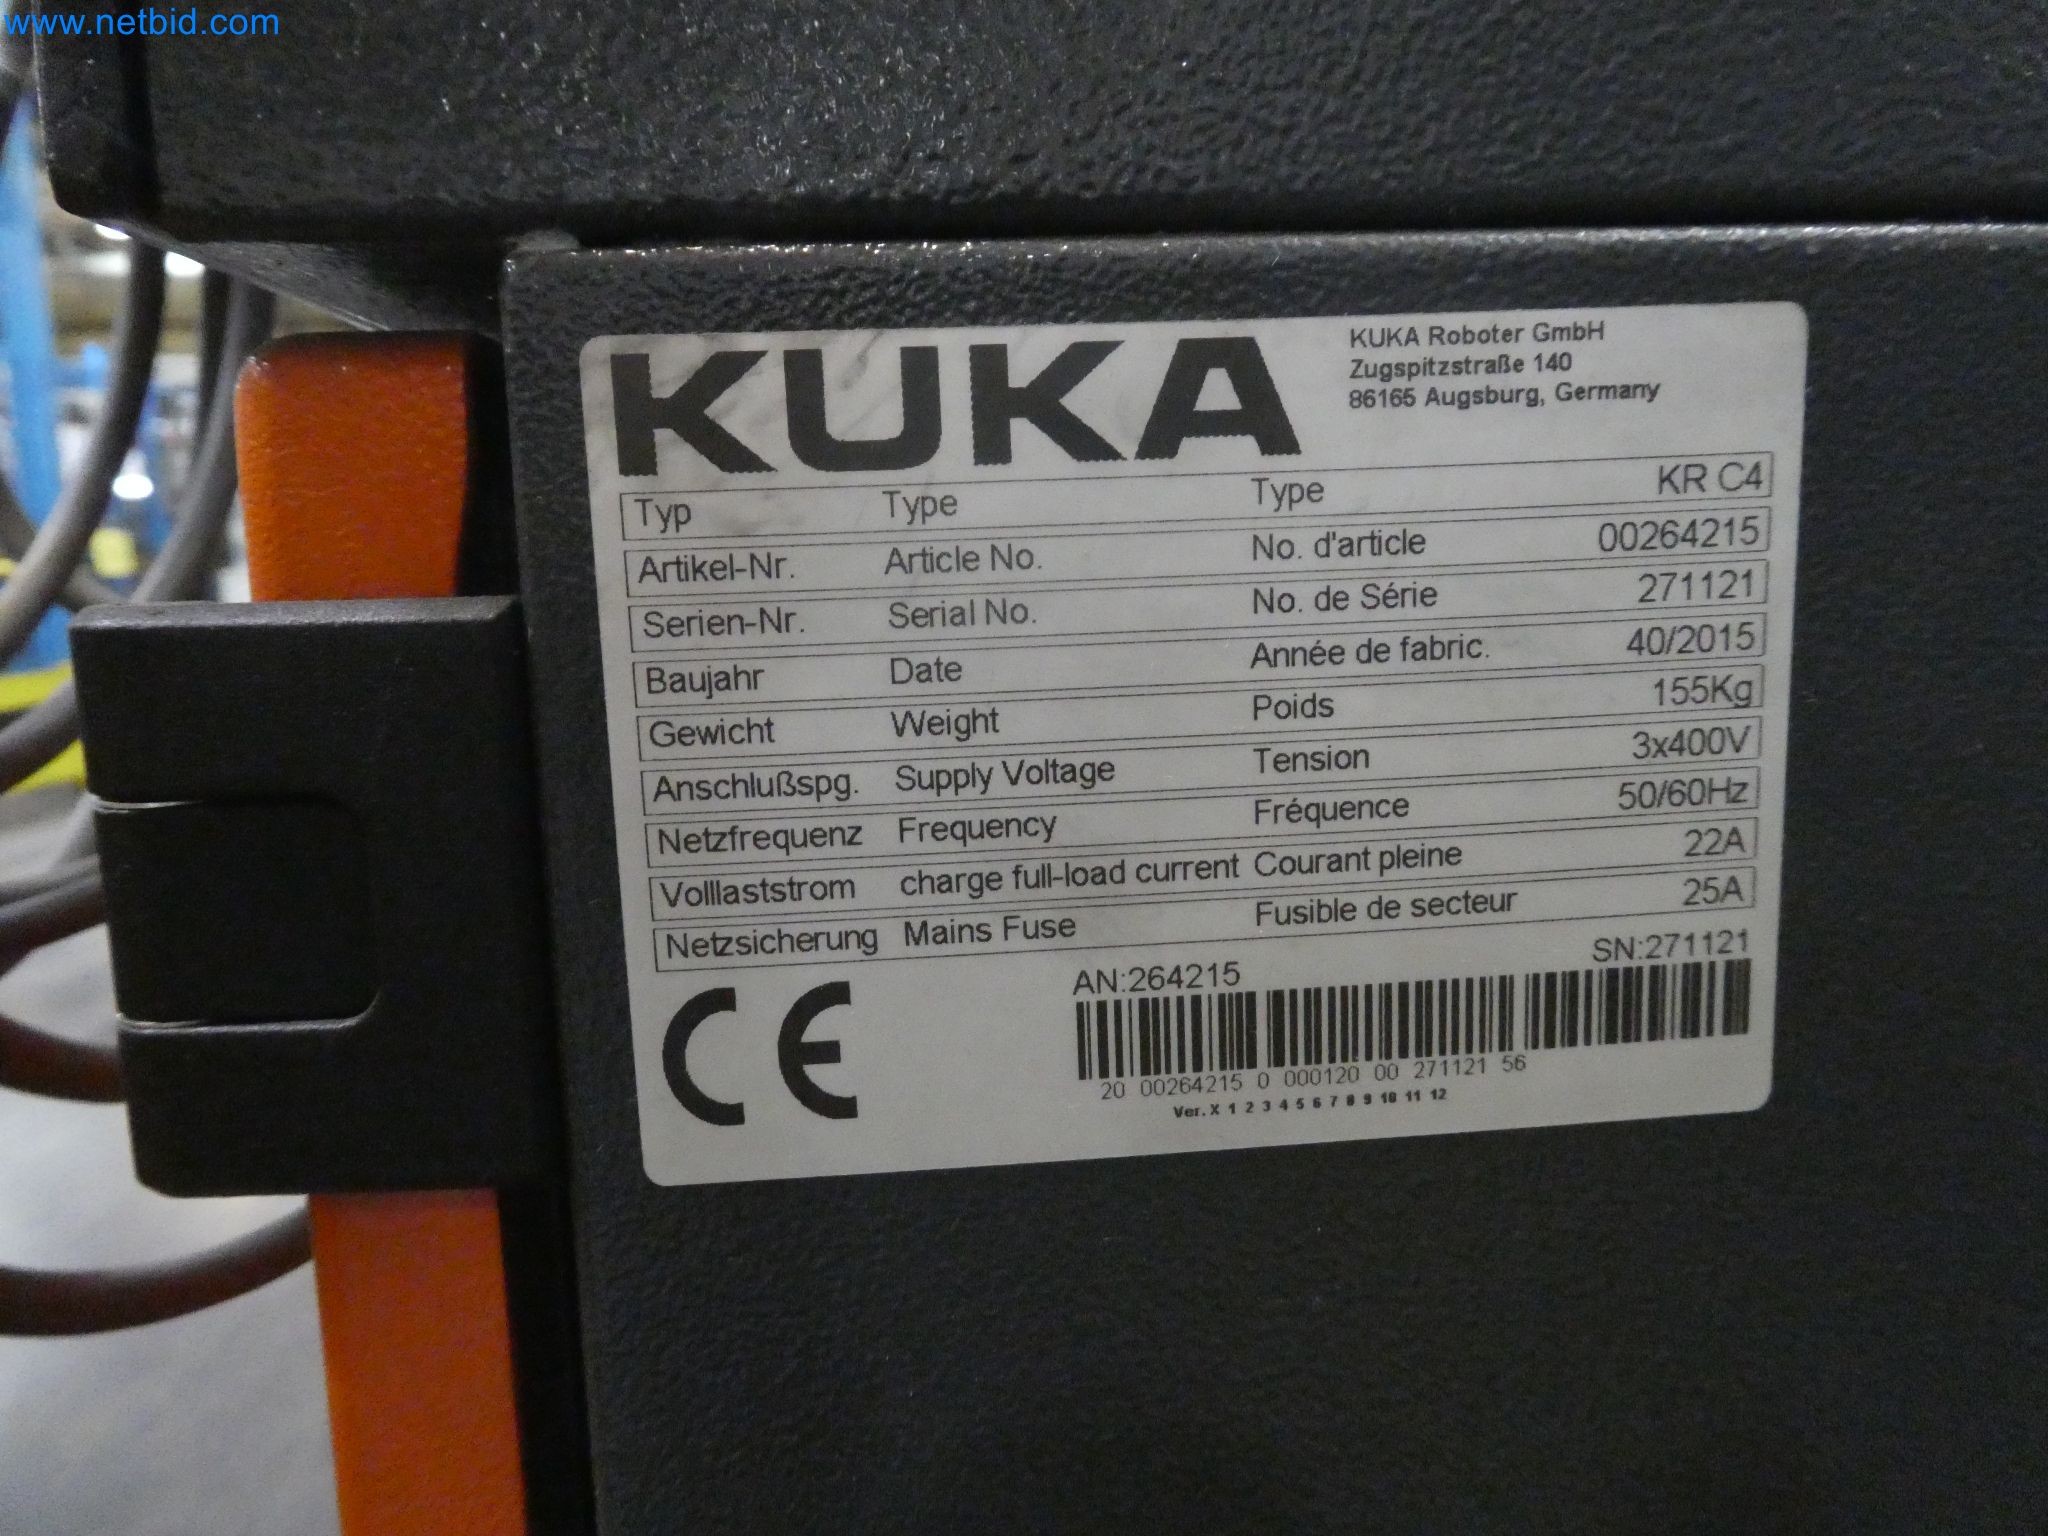 www.netbid.com
KUKA
KUKA Roboter GmbH
Zugspitzstraße 140
86165 Augsburg, Germany
Typ Type Type KR C4
Artikel-Nr. Article No. No. d'article 00264215
Serien-Nr. Serial No. No. de Série 271121
Baujahr Date Année de fabric. 40/2015
Gewicht Weight Poids 155Kg
Anschlußspg. Supply Voltage Tension 3x400V
Netzfrequenz Frequency Fréquence 50/60Hz
Volllaststrom charge full-load current Courant pleine 22A
Netzsicherung Mains Fuse Fusible de secteur 25A
CE
AN:264215 SN:271121
20 00264215 0 000120 00 271121 56
Ver. X 1 2 3 4 5 6 7 8 9 10 11 12